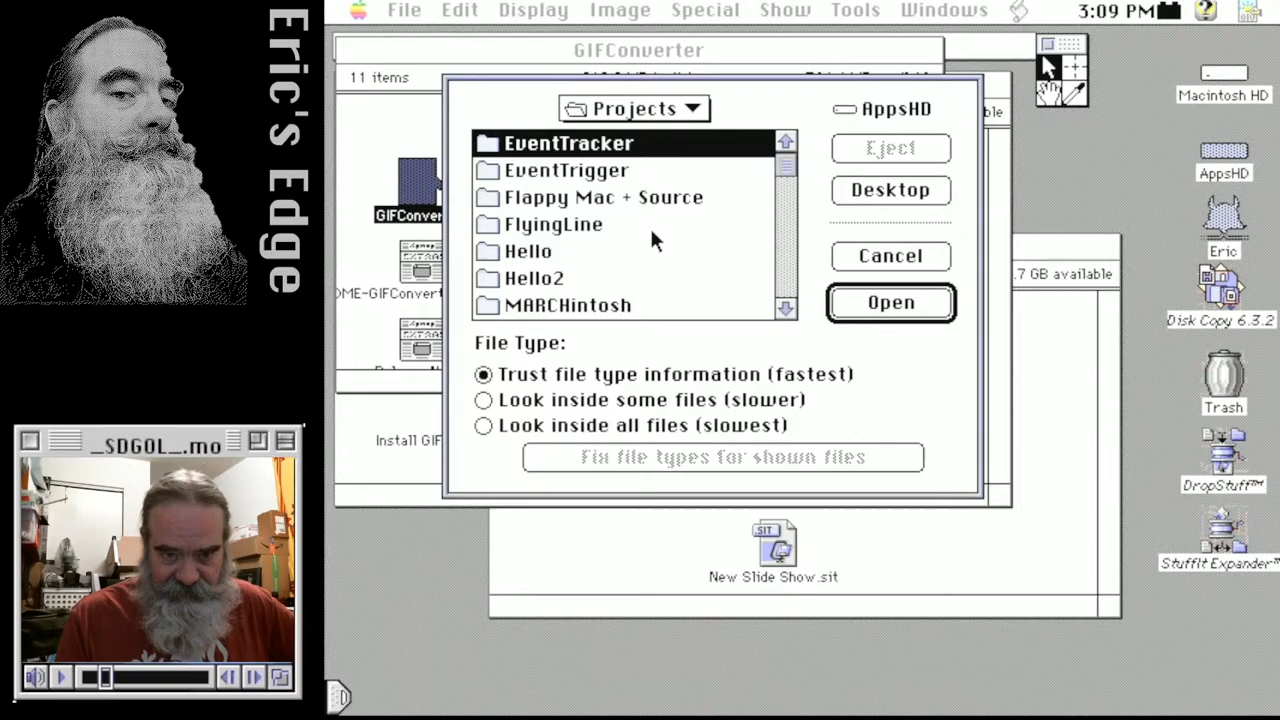 Eric's Edge
File Edit Display Image Special Show Tools Windows 3:09 PM
GIFConverter
11 items
Projects
AppsHD
EventTracker
EventTrigger
Flappy Mac + Source
FlyingLine
Hello
Hello2
MARCHintosh
Eject
Desktop
Cancel
Open
File Type:
Trust file type information (fastest)
Look inside some files (slower)
Look inside all files (slowest)
Fix file types for shown files
GIFConver
OME-GIFConvert
Install GIF
ble
.7 GB available
.SIT
New Slide Show.sit
Macintosh HD
AppsHD
Eric
Disk Copy 6.3.2
Trash
DropStuff™
StuffIt Expander™
_SDGOL_.mo